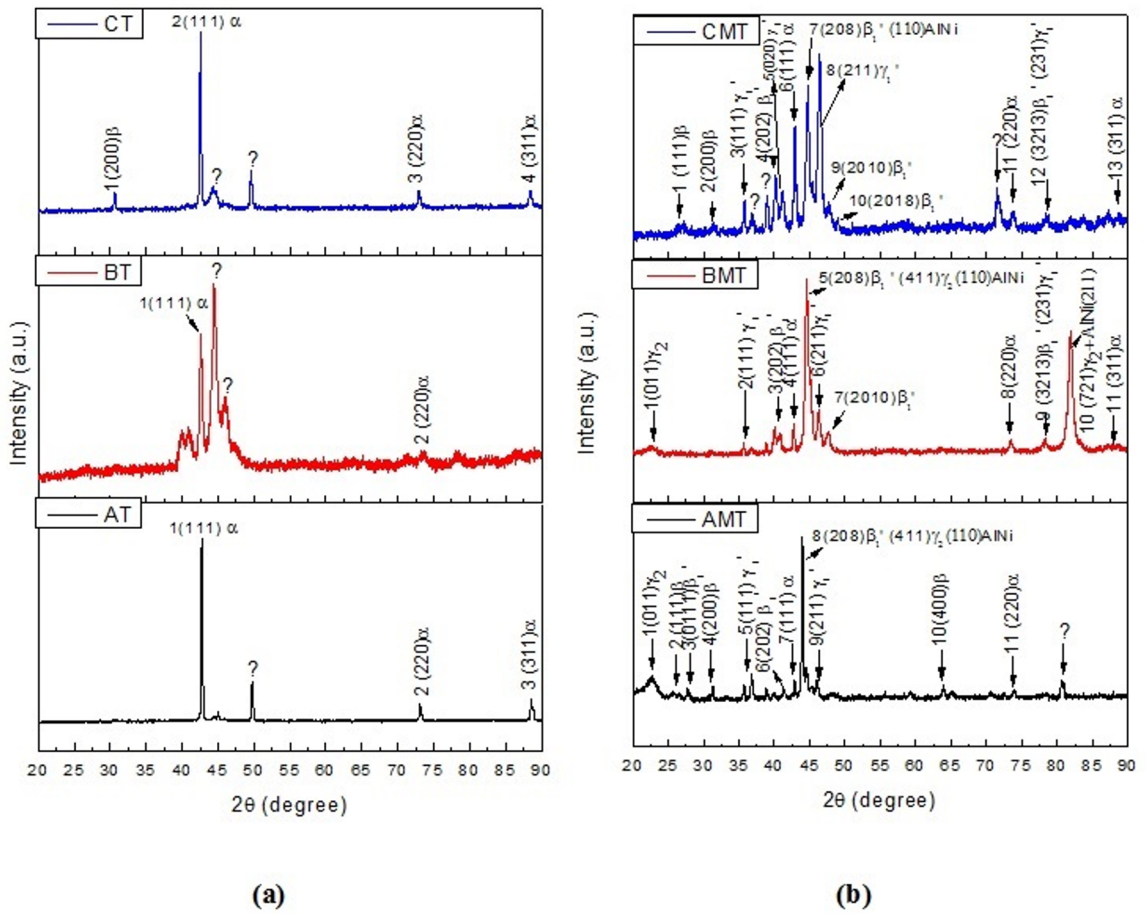 CT
2(111) α
1(200)β
?
?
3 (220)α
4 (311)α
BT
1(111) α
?
?
2 (220)α
AT
1(111) α
?
2 (220)α
3 (311)α
Intensity (a.u.)
20 25 30 35 40 45 50 55 60 65 70 75 80 85 90
2θ (degree)
(a)
CMT
1 (111)β
2(200)β
3(111) γ₁'
?
?
4(202) β₁'
5(020) γ₁'
6(111) α
7(208)β₁' (110)AlNi
8(211)γ₁'
9(2010)β₁'
10(2018)β₁'
?
11 (220)α
12 (3213)β₁' (231)γ₁'
13 (311) α
BMT
1(011)γ₂
2(111) γ₁'
3(202) β₁'
4(111) α
5(208)β₁' (411)γ₂ (110)AlNi
6(211)γ₁'
7(2010)β₁'
8(220)α
9 (3213)β₁' (231)γ₁'
10 (721)γ₂+AlNi(211)
11 (311)α
AMT
1(011)γ₂
2 (111)β
3(0111)β₁'
4(200)β
5(111) γ₁'
6(202) β₁'
7(111) α
8(208)β₁' (411)γ₂ (110)AlNi
9(211) γ₁'
10(400)β
11 (220)α
?
Intensity (a.u.)
20 25 30 35 40 45 50 55 60 65 70 75 80 85 90
2θ (degree)
(b)